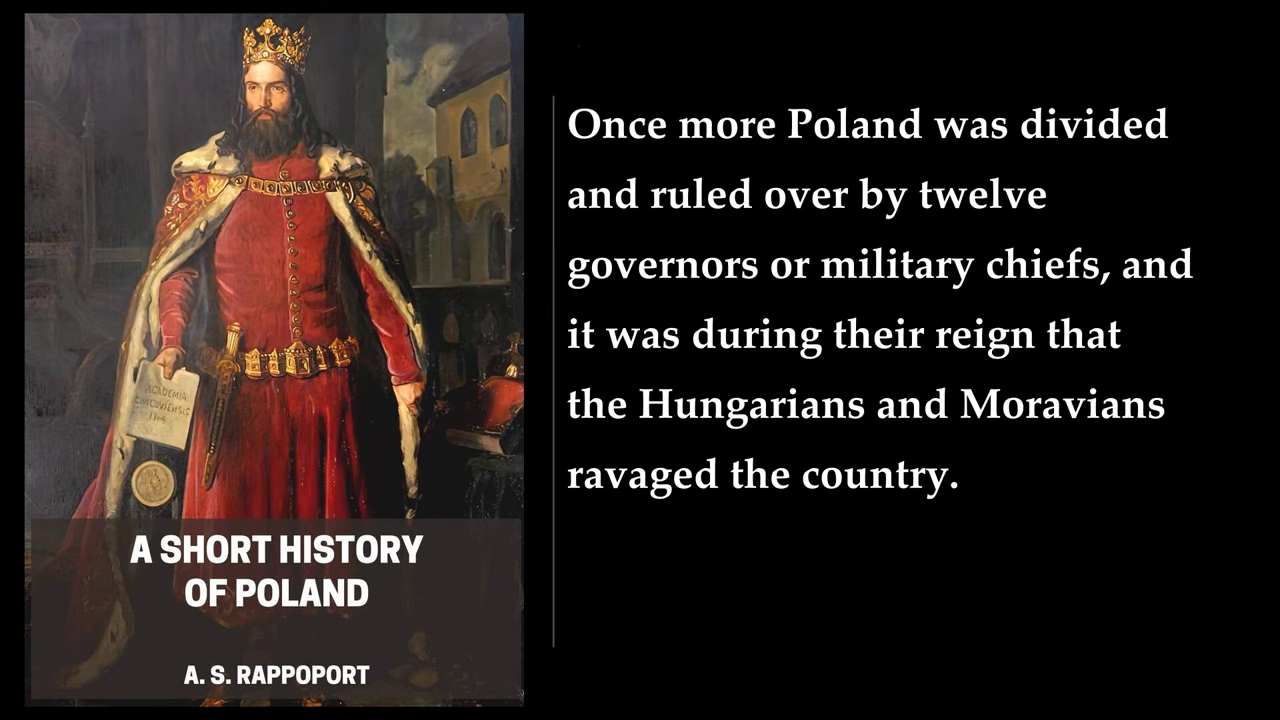 ACADEMIA
A SHORT HISTORY
OF POLAND
A. S. RAPPOPORT
Once more Poland was divided
and ruled over by twelve
governors or military chiefs, and
it was during their reign that
the Hungarians and Moravians
ravaged the country.